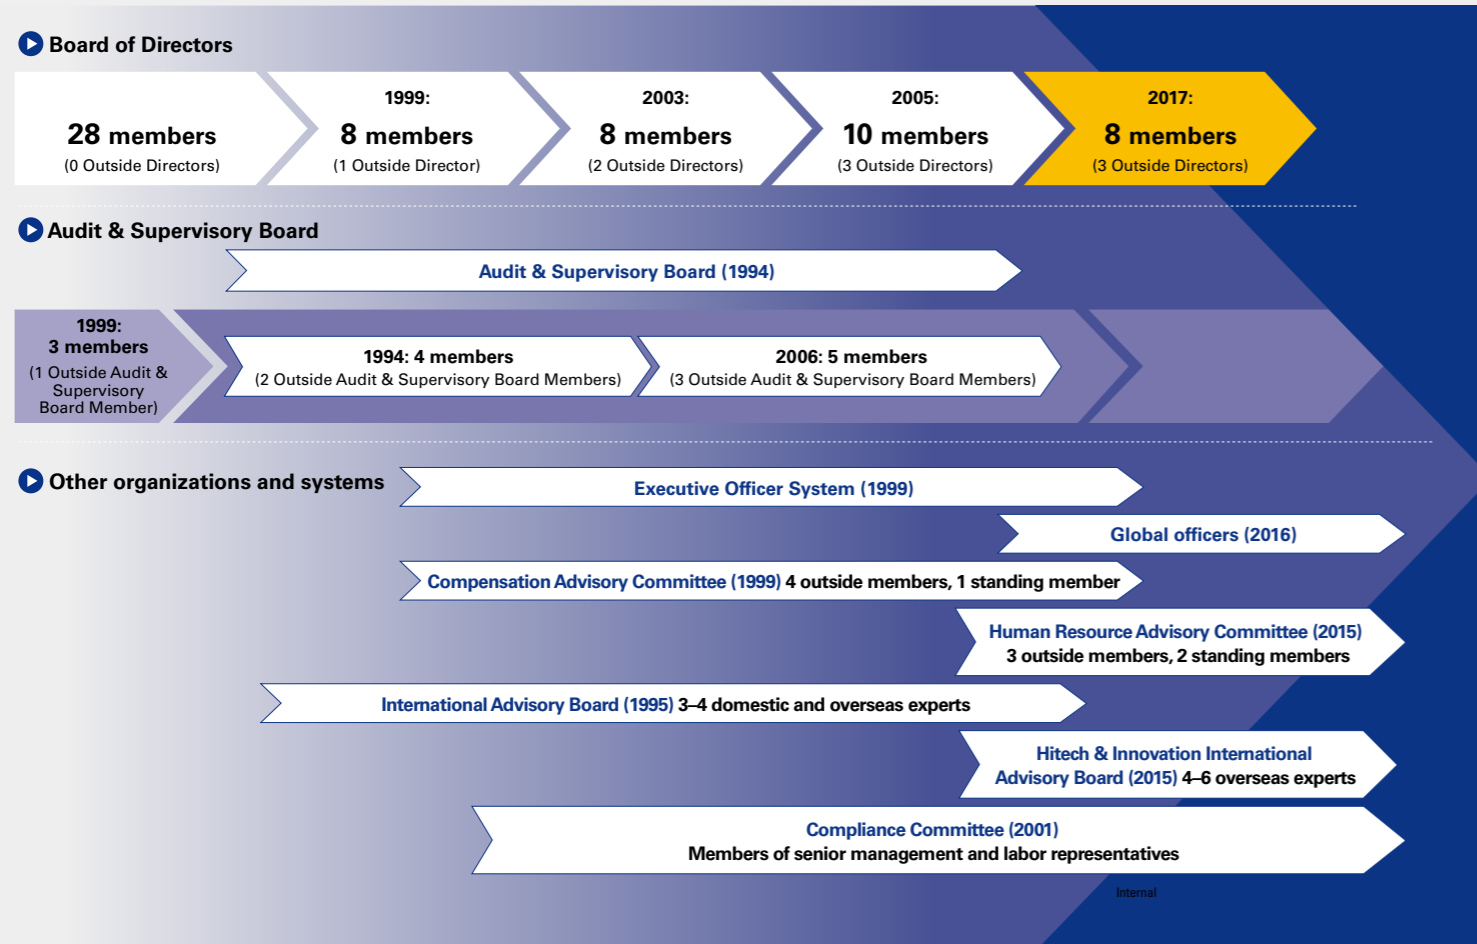 Board of Directors
28 members
(0 Outside Directors)
1999:
8 members
(1 Outside Director)
2003:
8 members
(2 Outside Directors)
2005:
10 members
(3 Outside Directors)
2017:
8 members
(3 Outside Directors)
Audit & Supervisory Board
Audit & Supervisory Board (1994)
1999:
3 members
(1 Outside Audit &
Supervisory
Board Member)
1994: 4 members
(2 Outside Audit & Supervisory Board Members)
2006: 5 members
(3 Outside Audit & Supervisory Board Members)
Other organizations and systems
Executive Officer System (1999)
Global officers (2016)
Compensation Advisory Committee (1999) 4 outside members, 1 standing member
Human Resource Advisory Committee (2015)
3 outside members, 2 standing members
International Advisory Board (1995) 3–4 domestic and overseas experts
Hitech & Innovation International
Advisory Board (2015) 4–6 overseas experts
Compliance Committee (2001)
Members of senior management and labor representatives
Internal